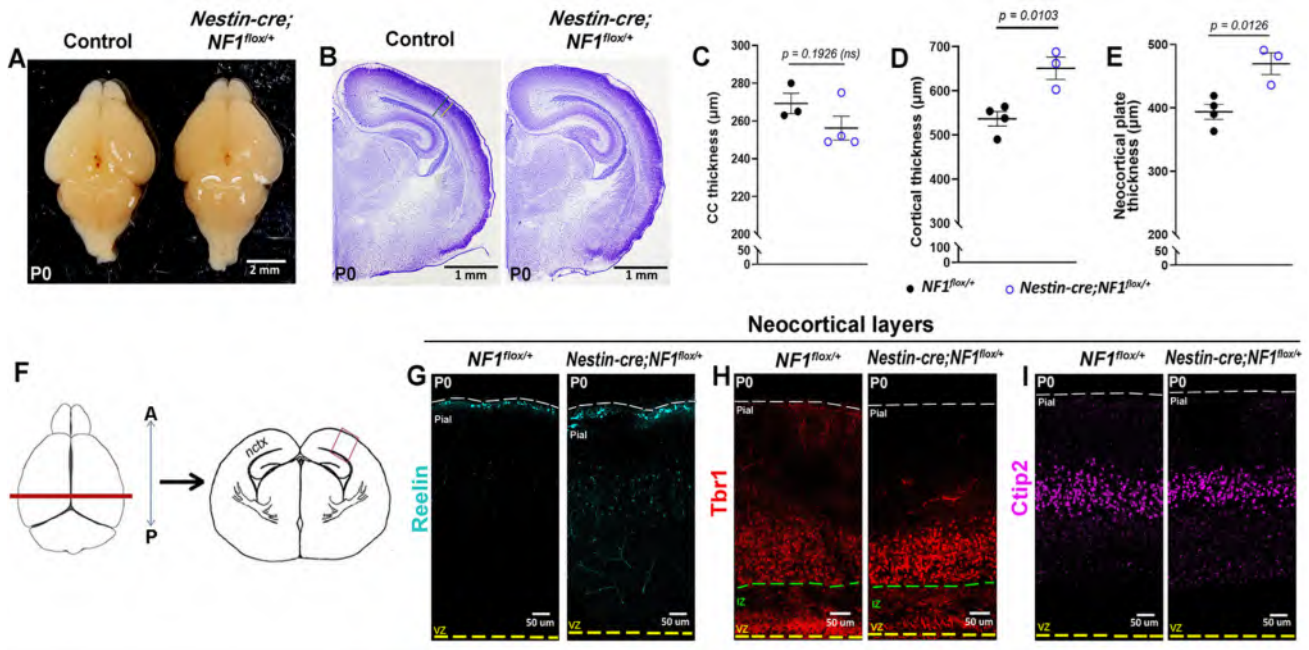 A
Control
Nestin-cre;
NF1flox/+
P0
2 mm
B
Control
Nestin-cre;
NF1flox/+
P0
1 mm
1 mm
C
p = 0.1926 (ns)
CC thickness (µm)
300
280
260
240
220
50
0
D
p = 0.0103
Cortical thickness (µm)
700
600
500
400
300
100
0
E
p = 0.0126
Neocortical plate
thickness (µm)
500
400
300
200
50
0
NF1flox/+
Nestin-cre;NF1flox/+
Neocortical layers
F
A
P
nctx
G
NF1flox/+
Nestin-cre;NF1flox/+
Reelin
P0
Pial
Pial
VZ
50 um
50 um
H
NF1flox/+
Nestin-cre;NF1flox/+
Tbr1
P0
Pial
Pial
IZ
IZ
VZ
VZ
50 um
50 um
I
NF1flox/+
Nestin-cre;NF1flox/+
Ctip2
P0
Pial
Pial
VZ
VZ
50 um
50 um